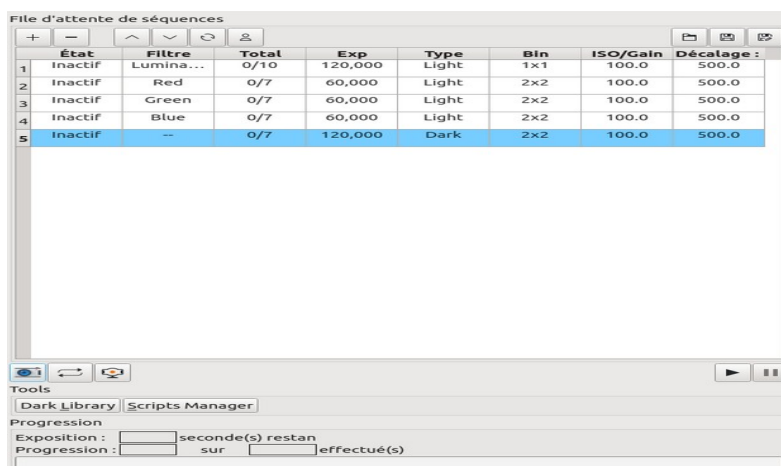 FIle d'attente de séquences
État Filtre Total Exp Type Bin ISO/Gain Décalage :
1 Inactif Lumina... 0/10 120,000 Light 1x1 100.0 500.0
2 Inactif Red 0/7 60,000 Light 2x2 100.0 500.0
3 Inactif Green 0/7 60,000 Light 2x2 100.0 500.0
4 Inactif Blue 0/7 60,000 Light 2x2 100.0 500.0
5 Inactif -- 0/7 120,000 Dark 2x2 100.0 500.0
Tools
Dark Library Scripts Manager
Progression
Exposition : seconde(s) restan
Progression : sur effectué(s)